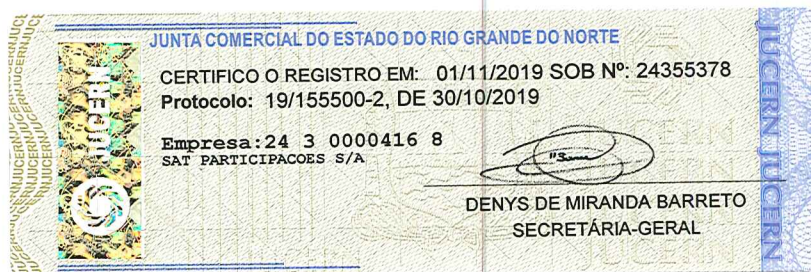 JUNTA COMERCIAL DO ESTADO DO RIO GRANDE DO NORTE
CERTIFICO O REGISTRO EM: 01/11/2019 SOB Nº: 24355378
Protocolo: 19/155500-2, DE 30/10/2019
Empresa:24 3 0000416 8
SAT PARTICIPACOES S/A
DENYS DE MIRANDA BARRETO
SECRETÁRIA-GERAL
JUCERN
JUCERN JUCERN